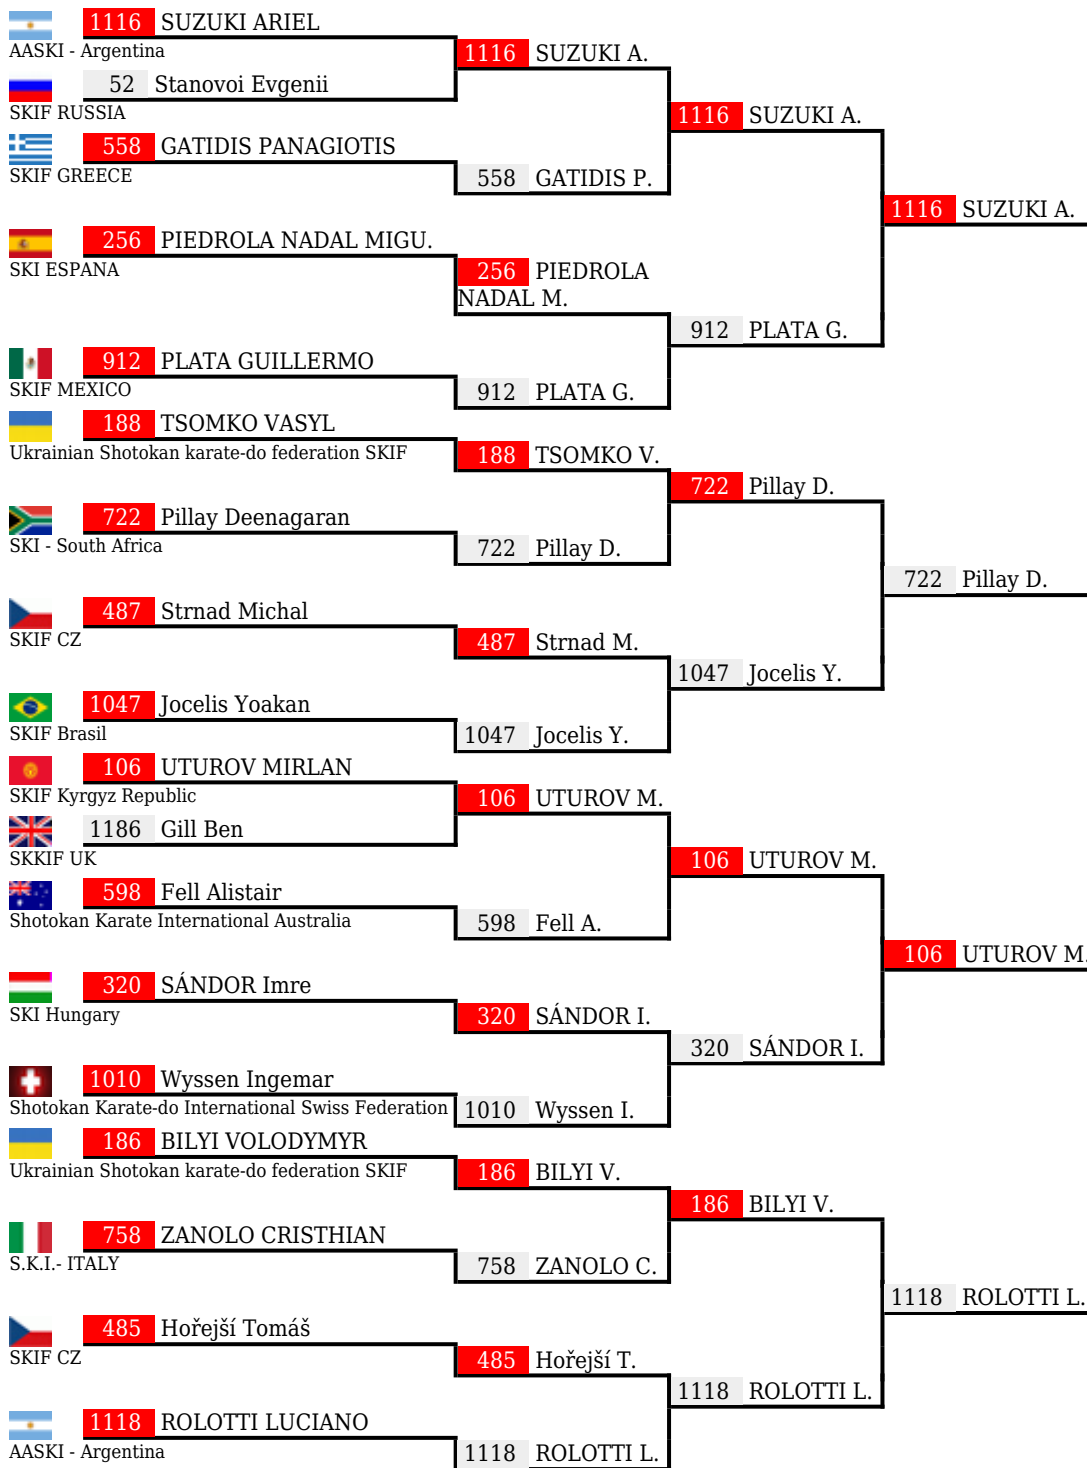 1116 SUZUKI ARIEL
AASKI - Argentina
1116 SUZUKI A.
52 Stanovoi Evgenii
SKIF RUSSIA
1116 SUZUKI A.
558 GATIDIS PANAGIOTIS
SKIF GREECE
558 GATIDIS P.
1116 SUZUKI A.
256 PIEDROLA NADAL MIGU.
SKI ESPANA
256 PIEDROLA
NADAL M.
912 PLATA G.
912 PLATA GUILLERMO
SKIF MEXICO
912 PLATA G.
188 TSOMKO VASYL
Ukrainian Shotokan karate-do federation SKIF
188 TSOMKO V.
722 Pillay D.
722 Pillay Deenagaran
SKI - South Africa
722 Pillay D.
722 Pillay D.
487 Strnad Michal
SKIF CZ
487 Strnad M.
1047 Jocelis Y.
1047 Jocelis Yoakan
SKIF Brasil
1047 Jocelis Y.
106 UTUROV MIRLAN
SKIF Kyrgyz Republic
106 UTUROV M.
1186 Gill Ben
SKKIF UK
106 UTUROV M.
598 Fell Alistair
Shotokan Karate International Australia
598 Fell A.
106 UTUROV M.
320 SÁNDOR Imre
SKI Hungary
320 SÁNDOR I.
320 SÁNDOR I.
1010 Wyssen Ingemar
Shotokan Karate-do International Swiss Federation
1010 Wyssen I.
186 BILYI VOLODYMYR
Ukrainian Shotokan karate-do federation SKIF
186 BILYI V.
186 BILYI V.
758 ZANOLO CRISTHIAN
S.K.I.- ITALY
758 ZANOLO C.
1118 ROLOTTI L.
485 Hořejší Tomáš
SKIF CZ
485 Hořejší T.
1118 ROLOTTI L.
1118 ROLOTTI LUCIANO
AASKI - Argentina
1118 ROLOTTI L.